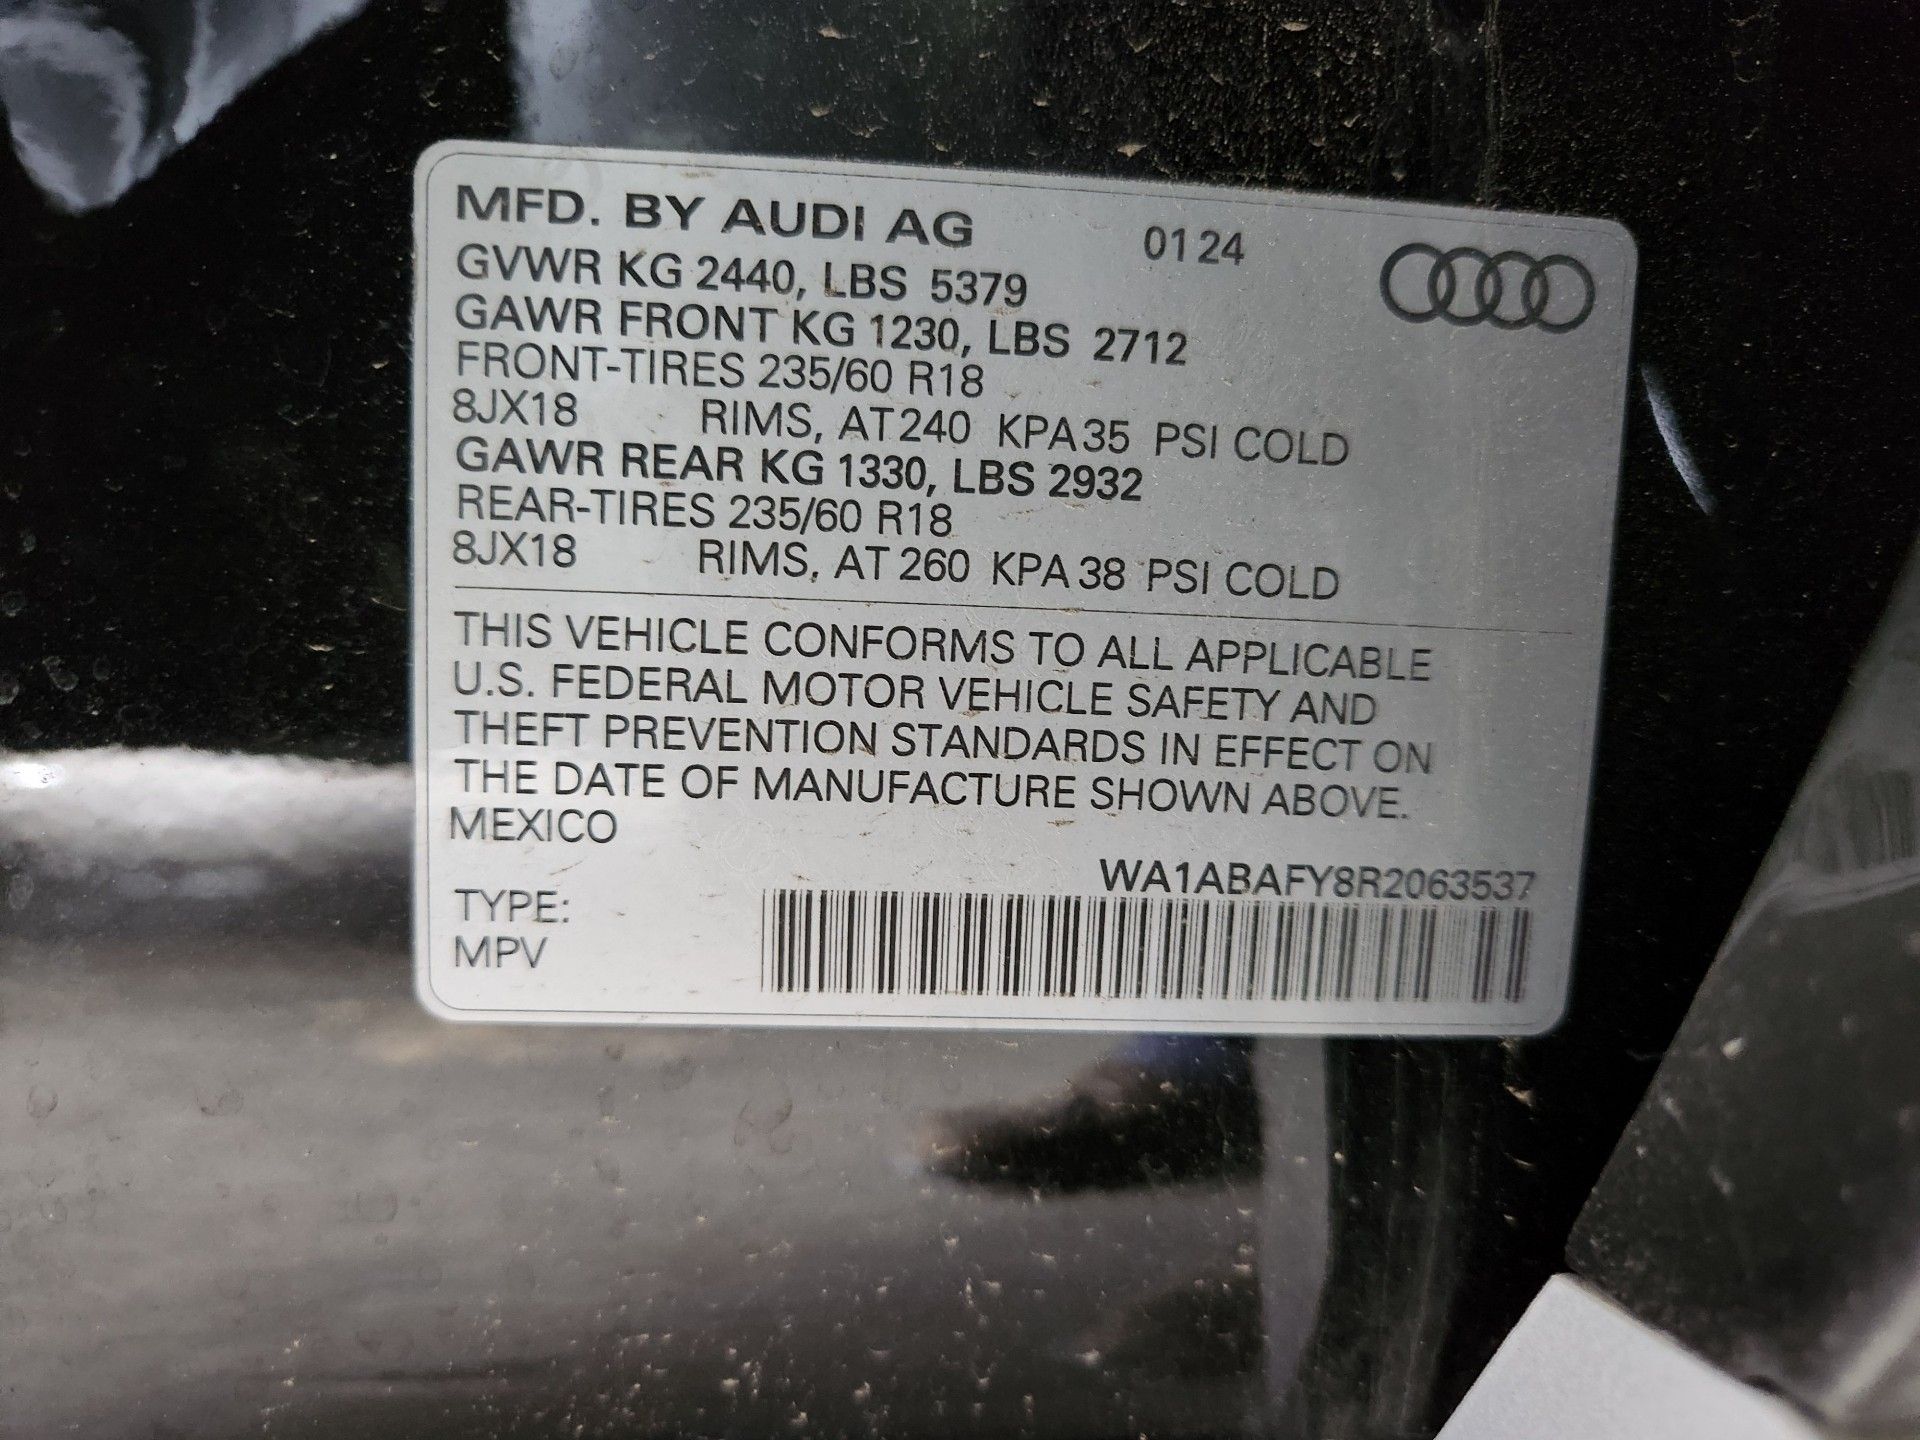 MFD. BY AUDI AG 01 24
GVWR KG 2440, LBS 5379
GAWR FRONT KG 1230, LBS 2712
FRONT-TIRES 235/60 R18
8JX18 RIMS, AT 240 KPA 35 PSI COLD
GAWR REAR KG 1330, LBS 2932
REAR-TIRES 235/60 R18
8JX18 RIMS, AT 260 KPA 38 PSI COLD
THIS VEHICLE CONFORMS TO ALL APPLICABLE
U.S. FEDERAL MOTOR VEHICLE SAFETY AND
THEFT PREVENTION STANDARDS IN EFFECT ON
THE DATE OF MANUFACTURE SHOWN ABOVE.
MEXICO
WA1ABAFY8R2063537
TYPE:
MPV